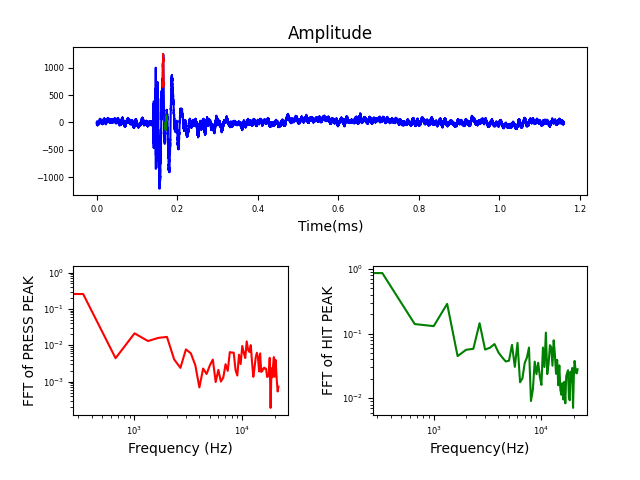 Amplitude
1000
500
0
−500
−1000
0.0 0.2 0.4 0.6 0.8 1.0 1.2
Time(ms)
FFT of PRESS PEAK
10⁰
10⁻¹
10⁻²
10⁻³
10³ 10⁴
Frequency (Hz)
FFT of HIT PEAK
10⁰
10⁻¹
10⁻²
10³ 10⁴
Frequency(Hz)